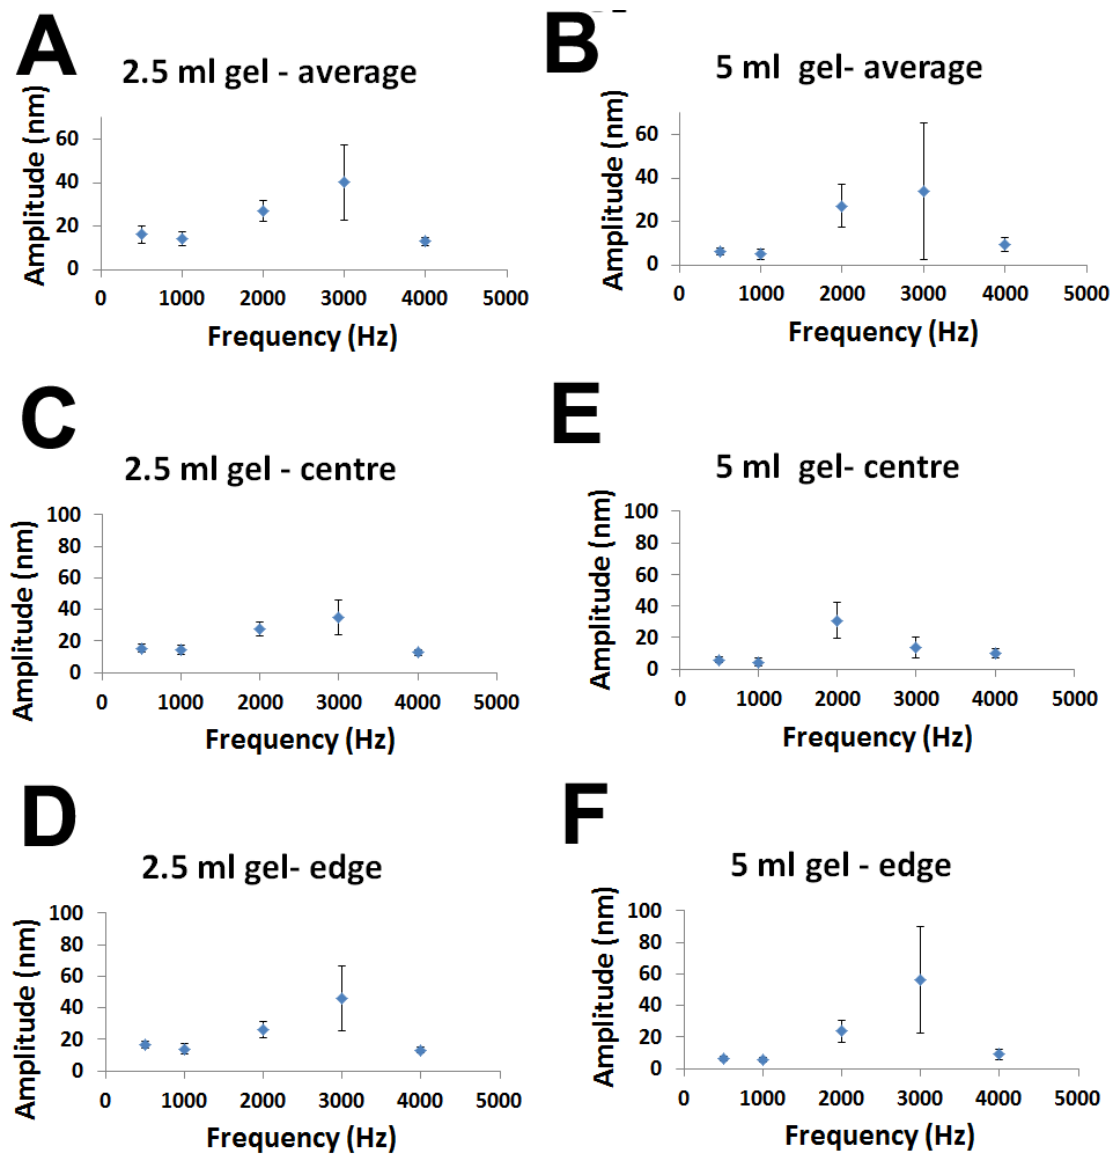 A
2.5 ml gel - average
Amplitude (nm)
60
40
20
0
0 1000 2000 3000 4000 5000
Frequency (Hz)
B
5 ml gel- average
Amplitude (nm)
60
40
20
0
0 1000 2000 3000 4000 5000
Frequency (Hz)
C
2.5 ml gel - centre
Amplitude (nm)
100
80
60
40
20
0
0 1000 2000 3000 4000 5000
Frequency (Hz)
E
5 ml gel- centre
Amplitude (nm)
100
80
60
40
20
0
0 1000 2000 3000 4000 5000
Frequency (Hz)
D
2.5 ml gel- edge
Amplitude (nm)
100
80
60
40
20
0
0 1000 2000 3000 4000 5000
Frequency (Hz)
F
5 ml gel - edge
Amplitude (nm)
100
80
60
40
20
0
0 1000 2000 3000 4000 5000
Frequency (Hz)